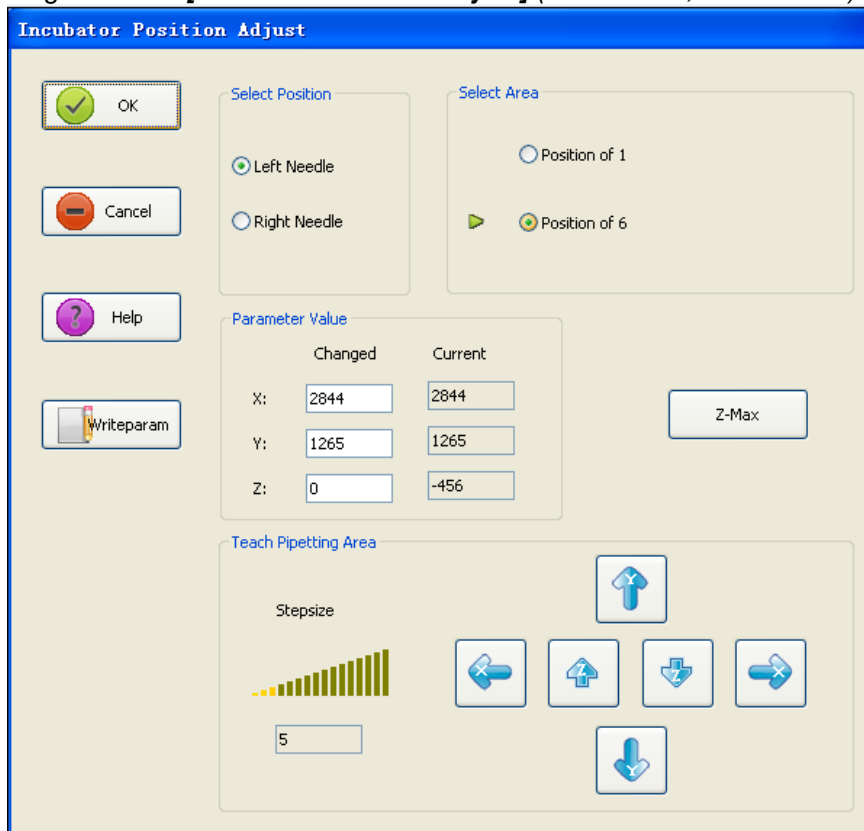 Incubator Position Adjust
OK
Cancel
Help
Writeparam
Select Position
Left Needle
Right Needle
Select Area
Position of 1
Position of 6
Parameter Value
Changed Current
X: 2844 2844
Y: 1265 1265
Z: 0 -456
Z-Max
Teach Pipetting Area
Stepsize
5
Y
X Z Z X
Y